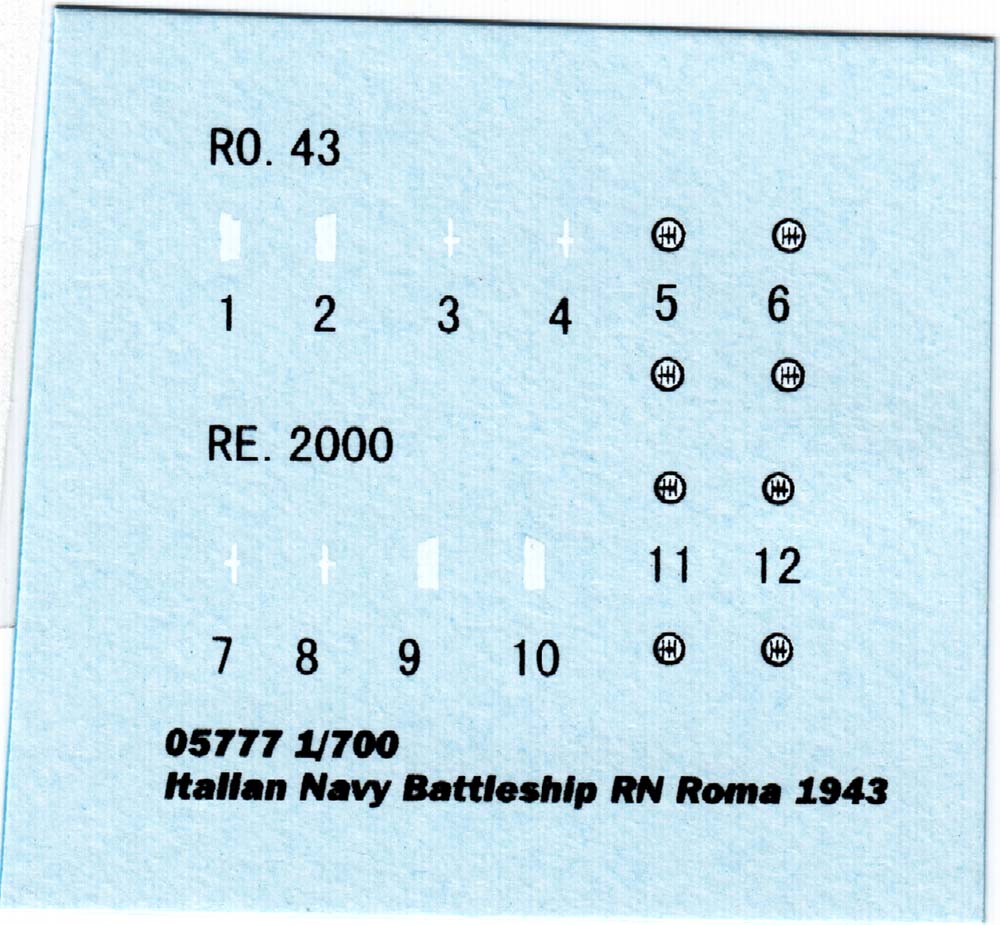 RO. 43
1 2 3 4 5 6
RE. 2000
11 12
7 8 9 10
05777 1/700
Italian Navy Battleship RN Roma 1943